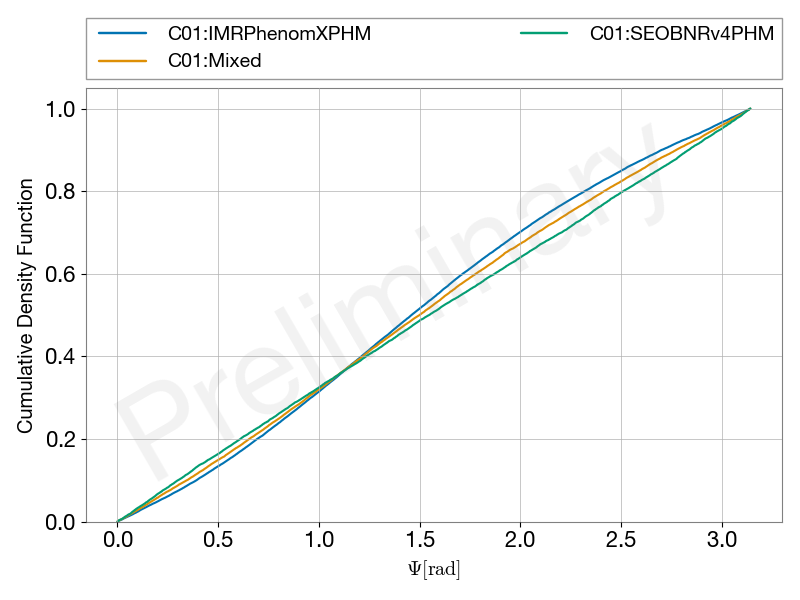 C01:IMRPhenomXPHM
C01:Mixed
C01:SEOBNRv4PHM
1.0
0.8
0.6
0.4
0.2
0.0
Cumulative Density Function
Preliminary
0.0 0.5 1.0 1.5 2.0 2.5 3.0
Ψ[rad]